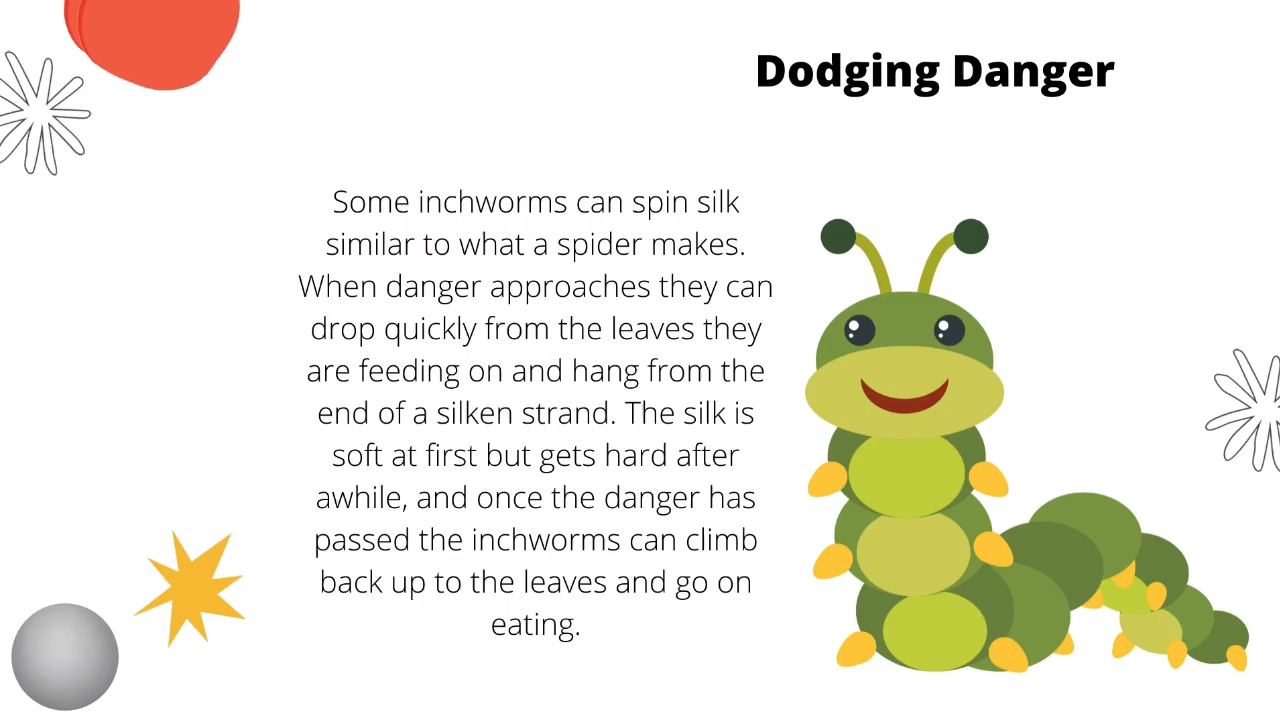 Dodging Danger
Some inchworms can spin silk
similar to what a spider makes.
When danger approaches they can
drop quickly from the leaves they
are feeding on and hang from the
end of a silken strand. The silk is
soft at first but gets hard after
awhile, and once the danger has
passed the inchworms can climb
back up to the leaves and go on
eating.